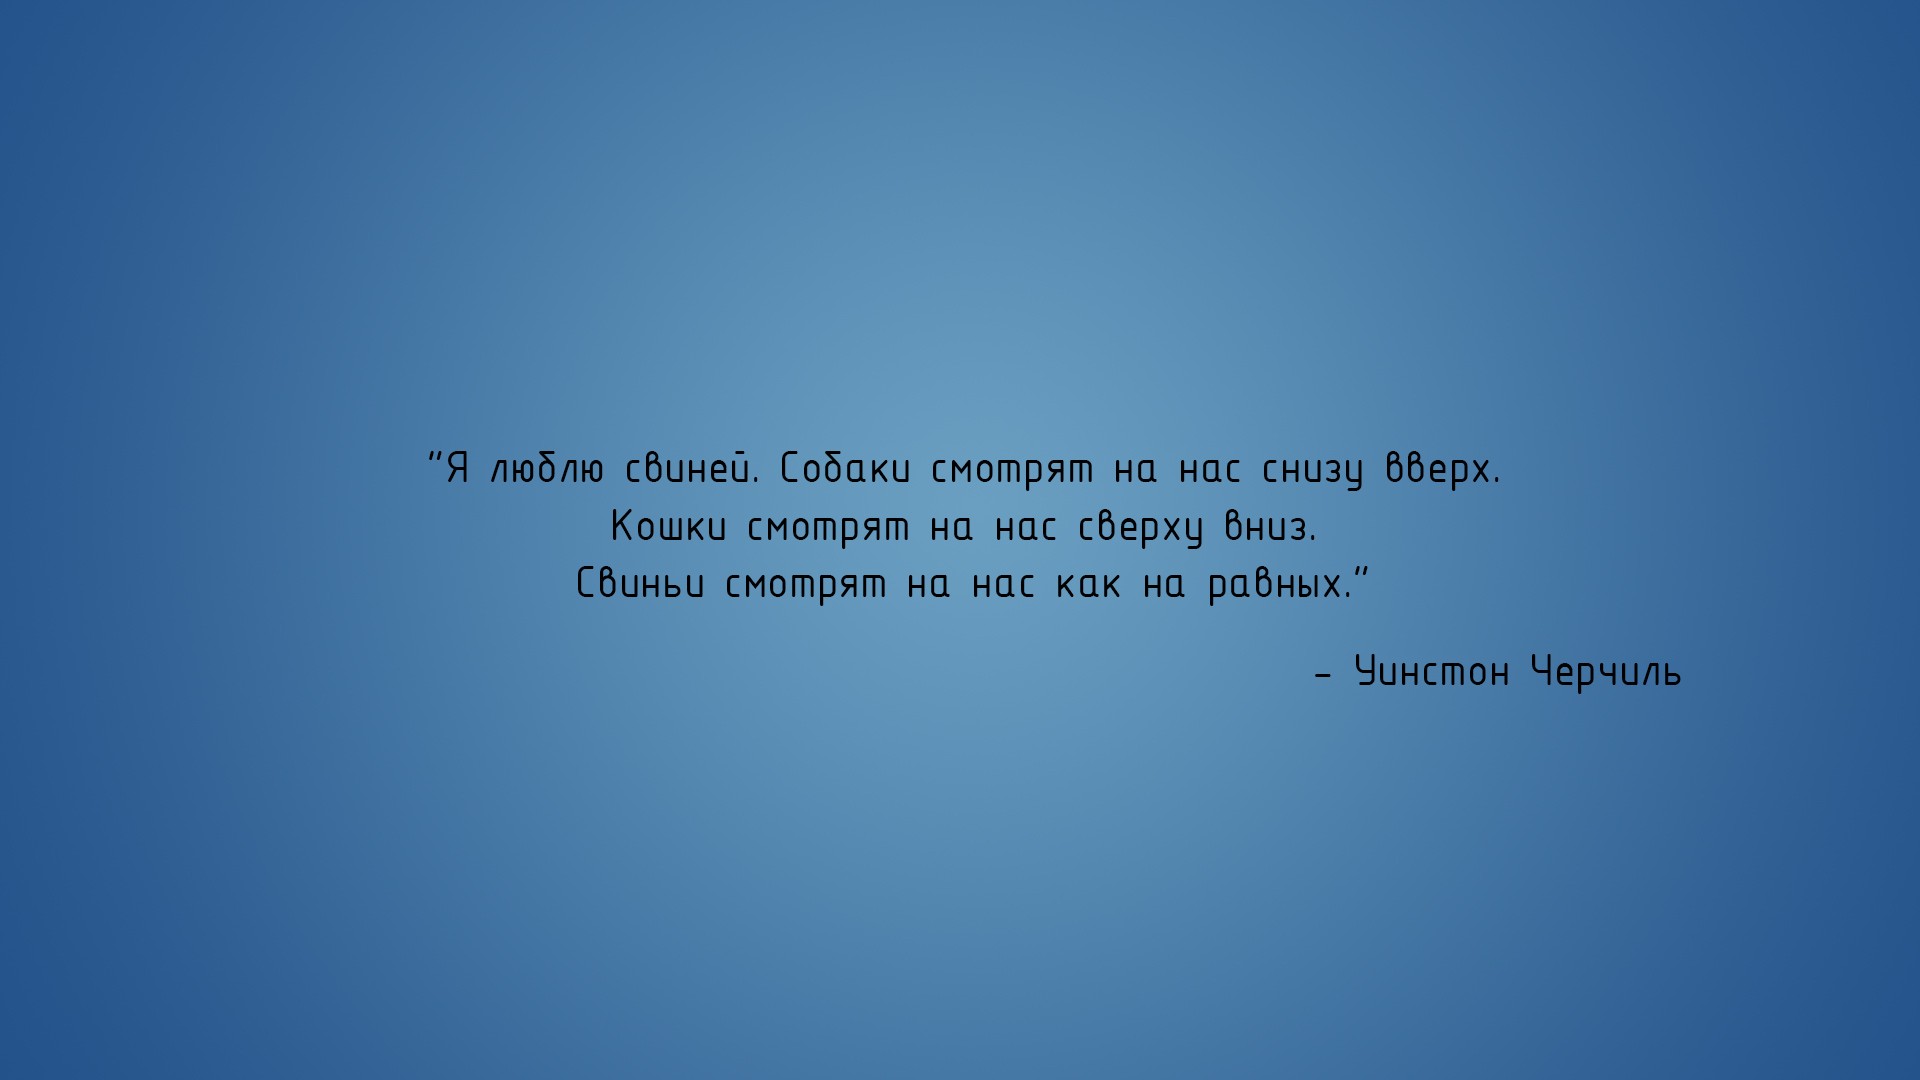 "Я люблю свиней. Собаки смотрят на нас снизу вверх.
Кошки смотрят на нас сверху вниз.
Свиньи смотрят на нас как на равных."
- Уинстон Черчиль